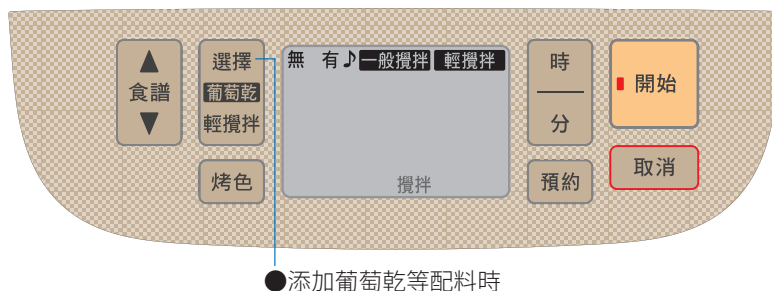 ▲
食譜
▼
選擇
葡萄乾
輕攪拌
烤色
無 有♪ 一般攪拌 輕攪拌
攪拌
時
分
預約
開始
取消
●添加葡萄乾等配料時